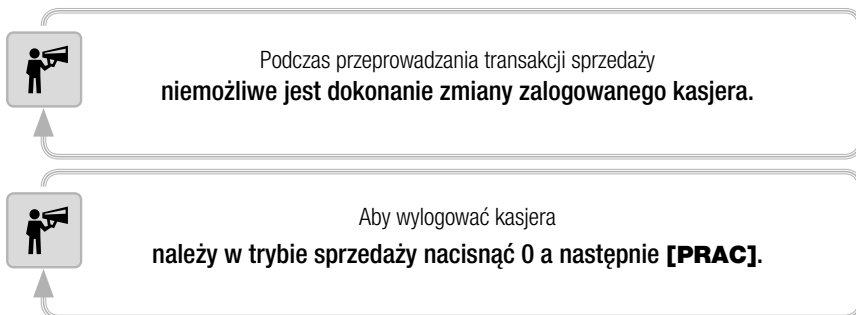 Podczas przeprowadzania transakcji sprzedaży
niemożliwe jest dokonanie zmiany zalogowanego kasjera.
Aby wylogować kasjera
należy w trybie sprzedaży nacisnąć 0 a następnie [PRAC].